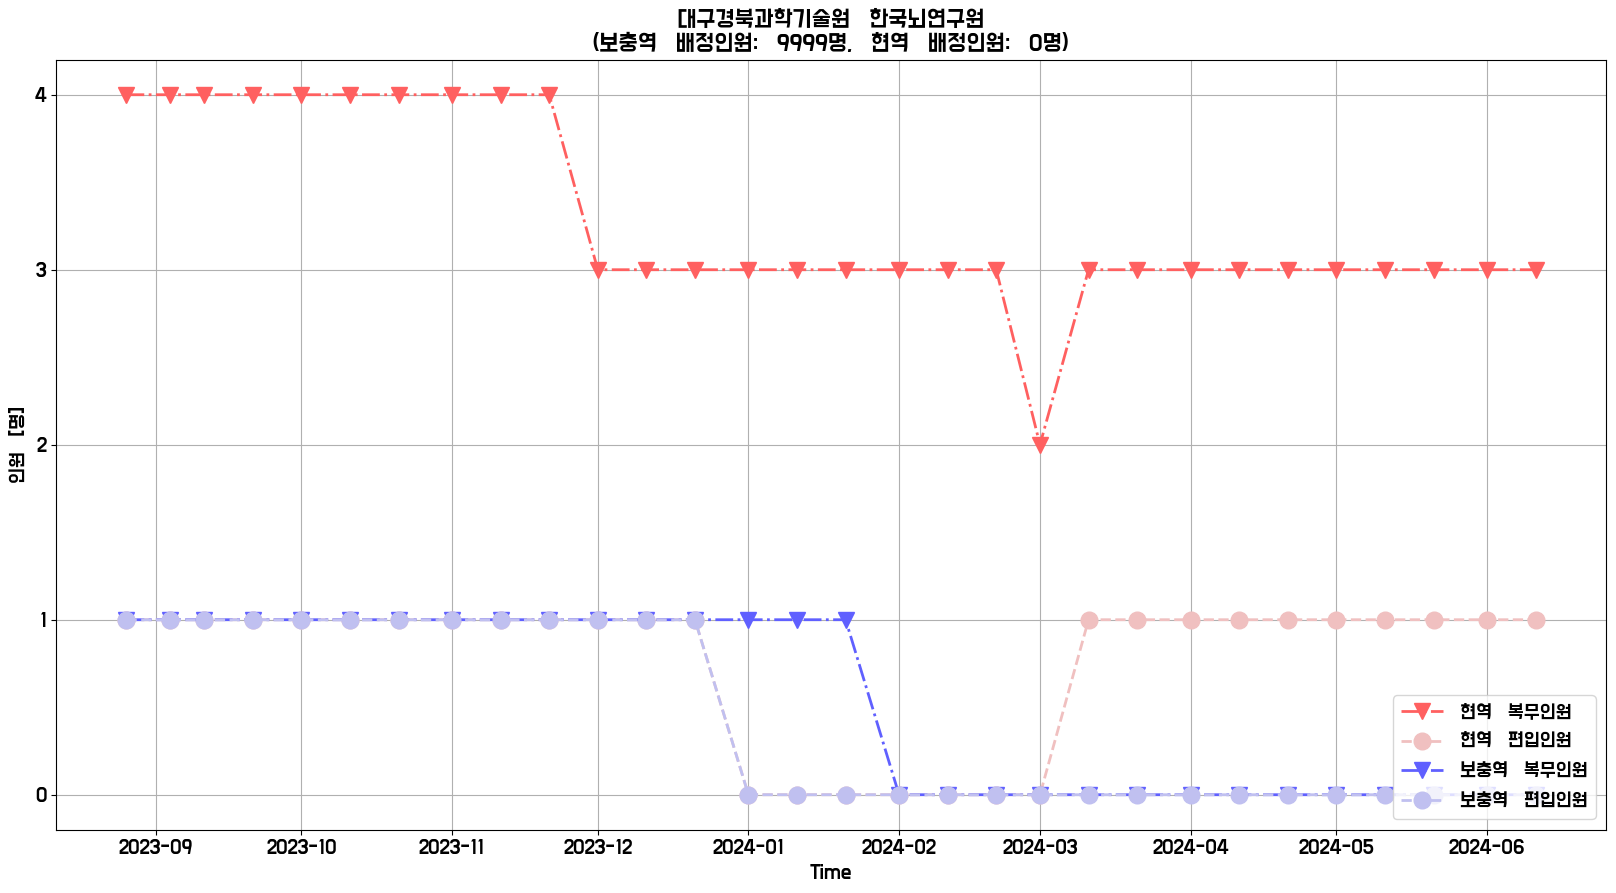 대구경북과학기술원 한국뇌연구원
(보충역 배정인원: 9999명, 현역 배정인원: 0명)
인원 [명]
4
3
2
1
0
현역 복무인원
현역 편입인원
보충역 복무인원
보충역 편입인원
2023-09 2023-10 2023-11 2023-12 2024-01 2024-02 2024-03 2024-04 2024-05 2024-06
Time